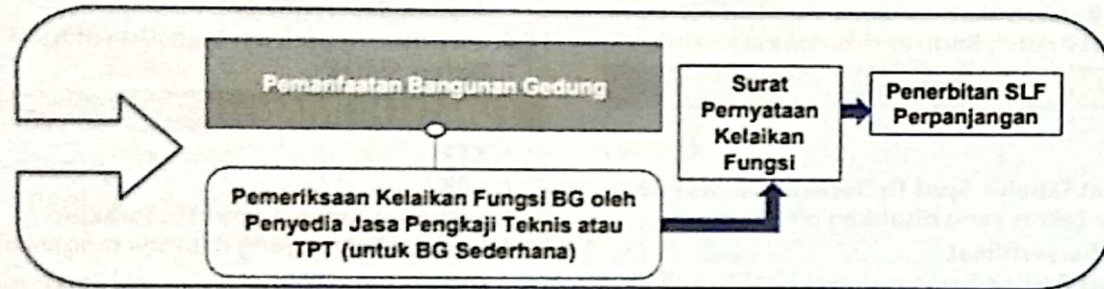 Pemanfaatan Bangunan Gedung
Pemeriksaan Kelaikan Fungsi BG oleh
Penyedia Jasa Pengkaji Teknis atau
TPT (untuk BG Sederhana)
Surat
Pernyataan
Kelaikan
Fungsi
Penerbitan SLF
Perpanjangan